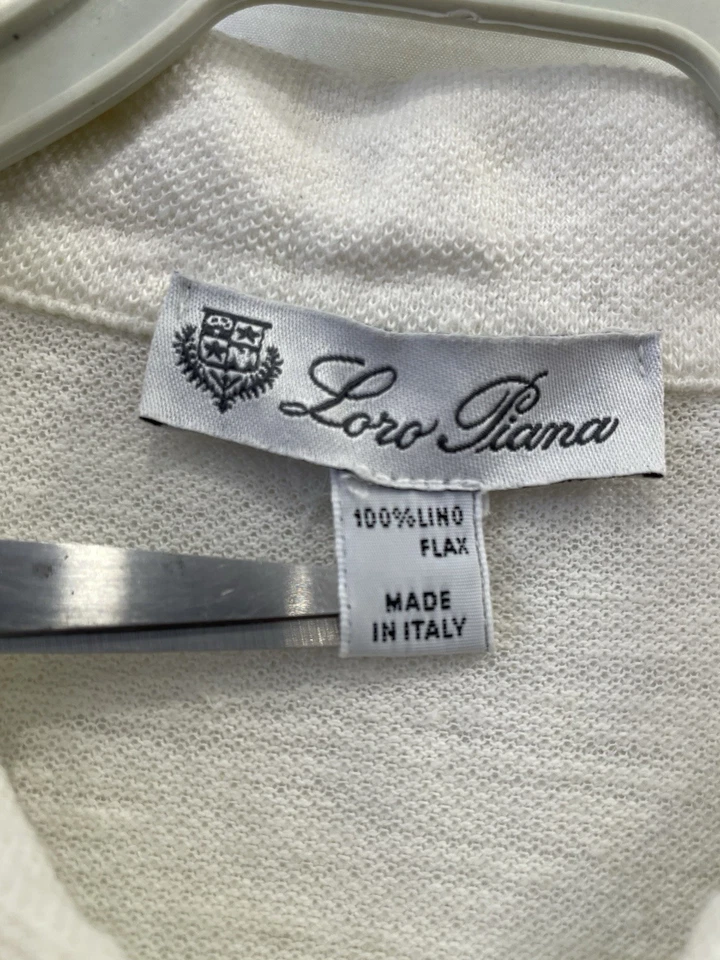 Loro Piana
100%LINO
FLAX
MADE
IN ITALY